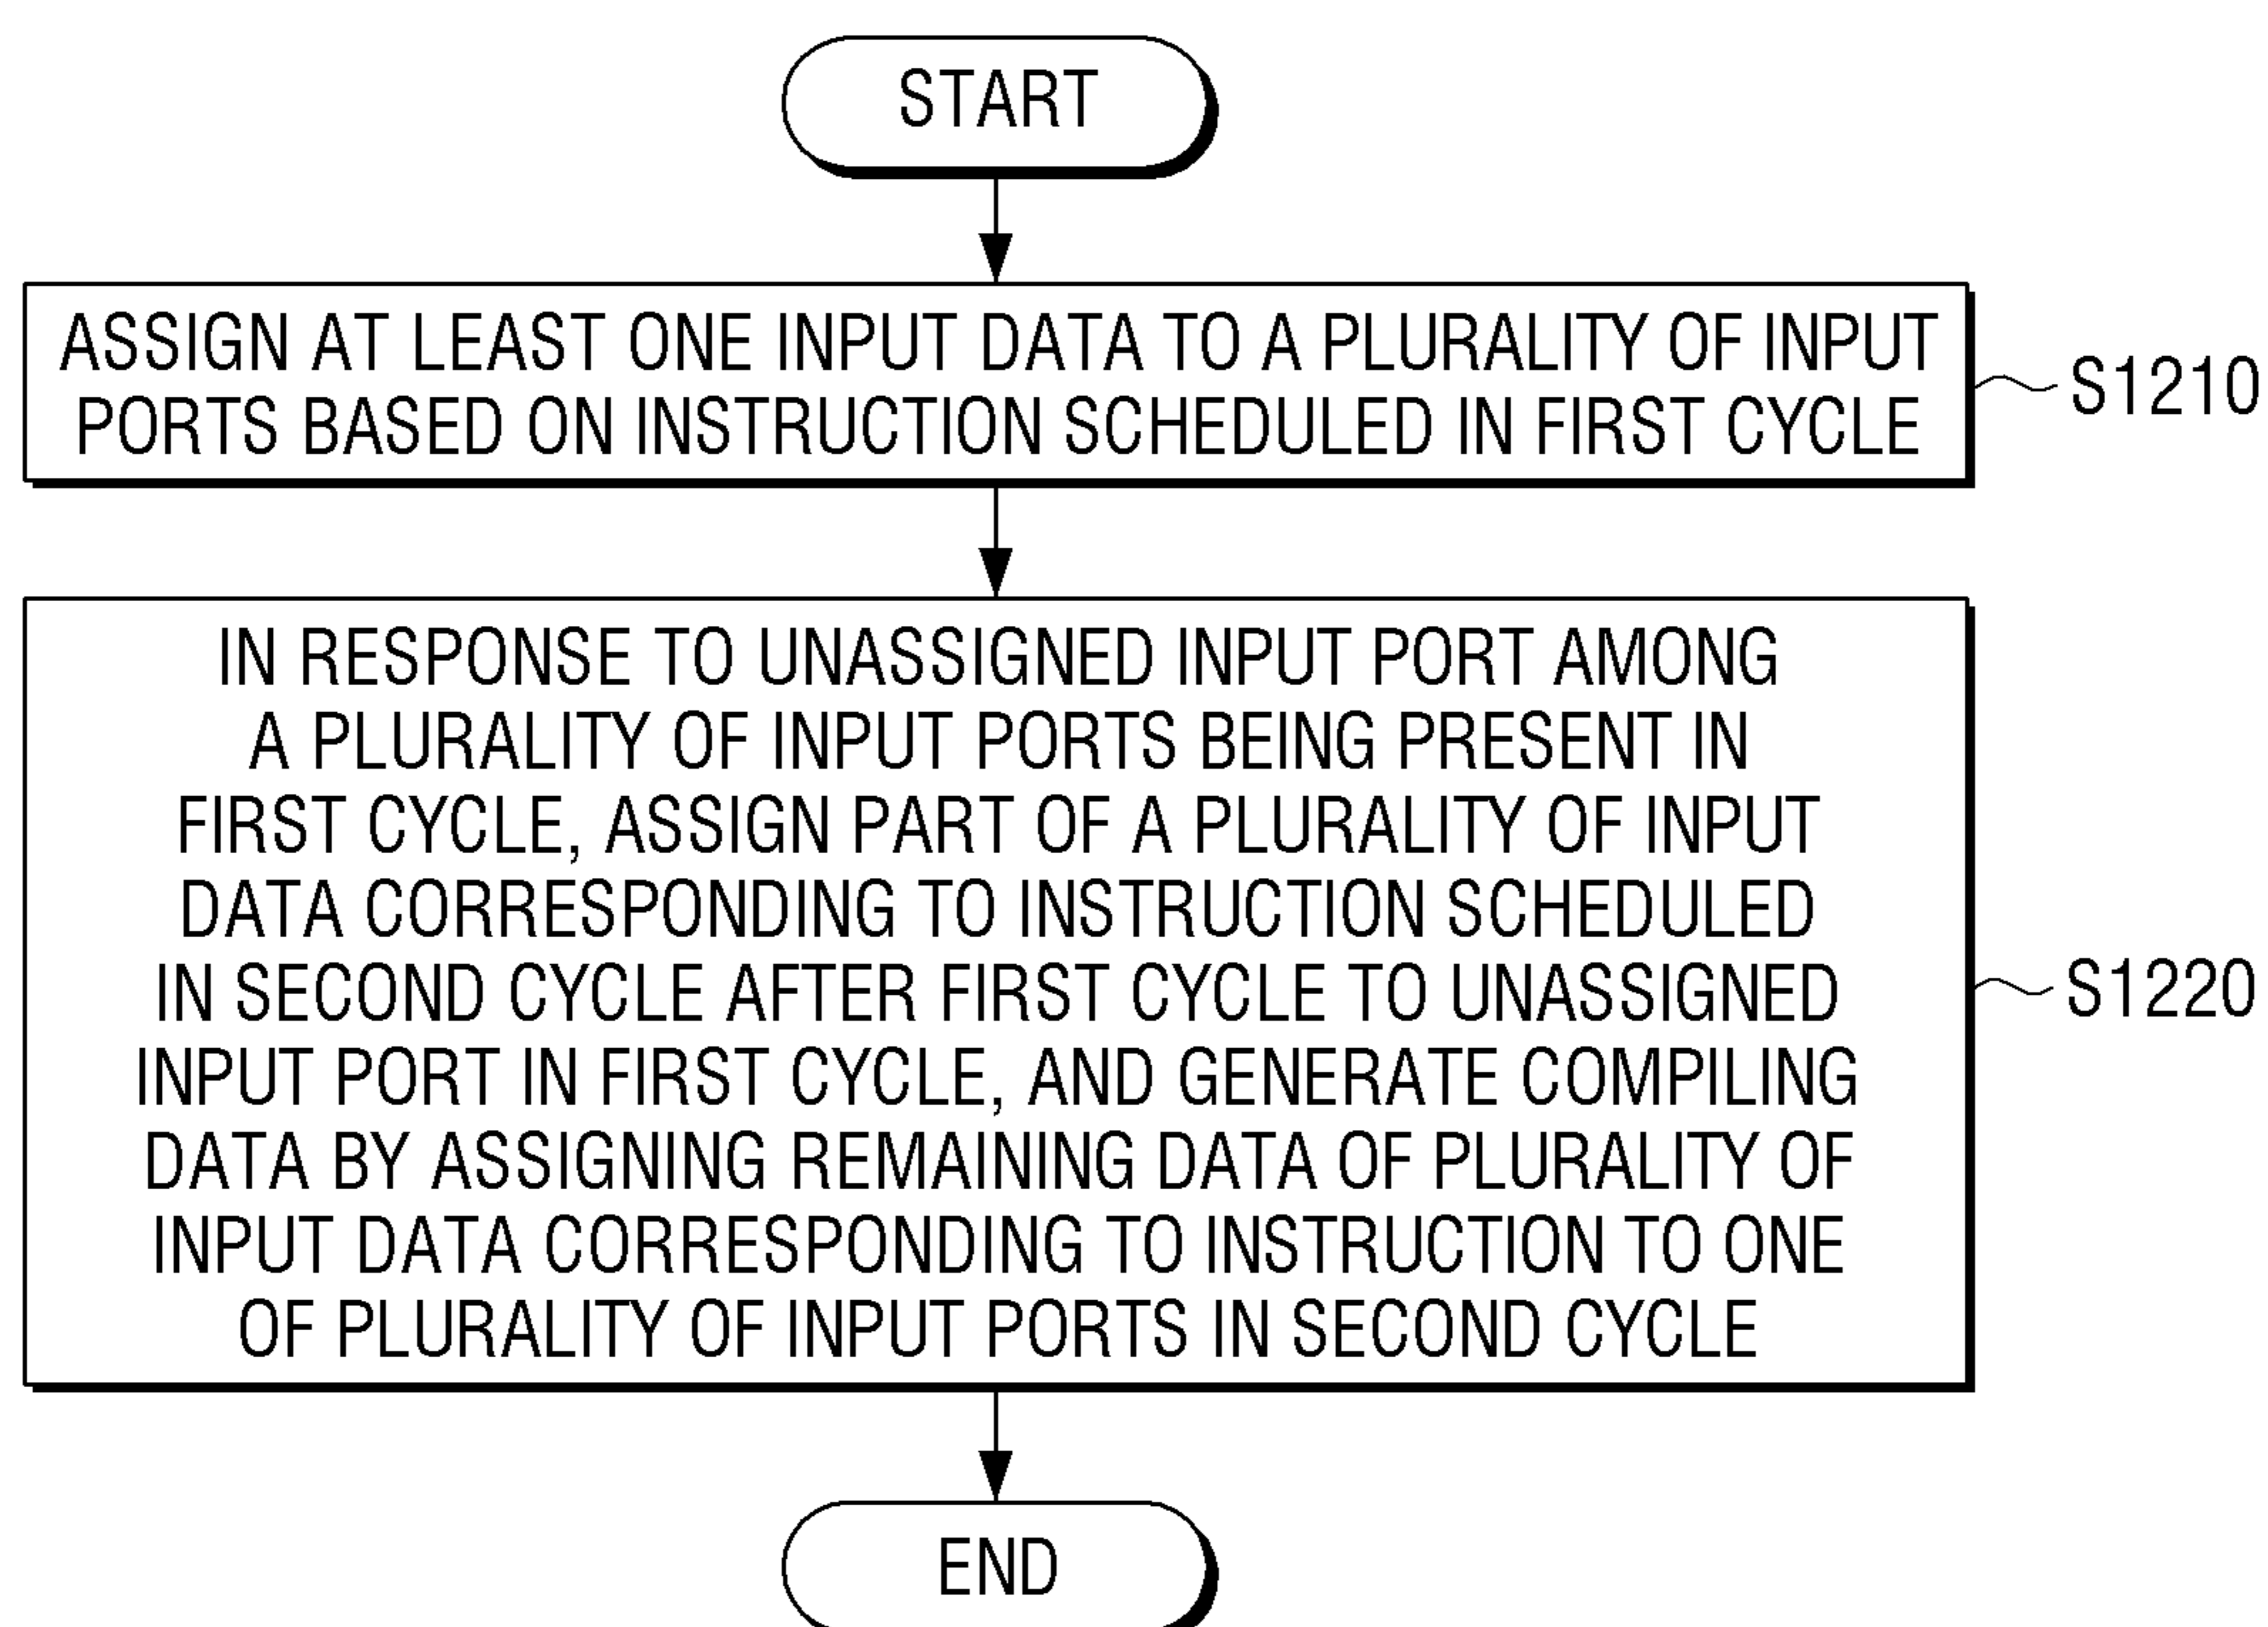 START
ASSIGN AT LEAST ONE INPUT DATA TO A PLURALITY OF INPUT
PORTS BASED ON INSTRUCTION SCHEDULED IN FIRST CYCLE
S1210
IN RESPONSE TO UNASSIGNED INPUT PORT AMONG
A PLURALITY OF INPUT PORTS BEING PRESENT IN
FIRST CYCLE, ASSIGN PART OF A PLURALITY OF INPUT
DATA CORRESPONDING TO INSTRUCTION SCHEDULED
IN SECOND CYCLE AFTER FIRST CYCLE TO UNASSIGNED
INPUT PORT IN FIRST CYCLE, AND GENERATE COMPILING
DATA BY ASSIGNING REMAINING DATA OF PLURALITY OF
INPUT DATA CORRESPONDING TO INSTRUCTION TO ONE
OF PLURALITY OF INPUT PORTS IN SECOND CYCLE
S1220
END